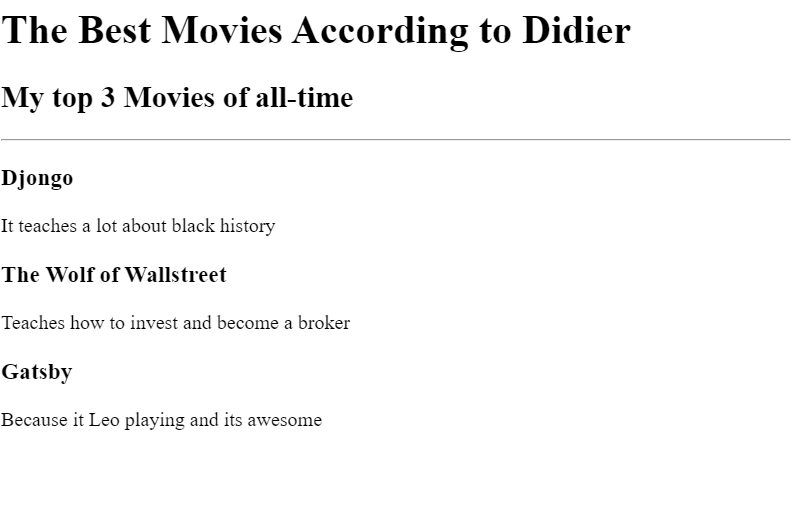 The Best Movies According to Didier
My top 3 Movies of all-time
Djongo
It teaches a lot about black history
The Wolf of Wallstreet
Teaches how to invest and become a broker
Gatsby
Because it Leo playing and its awesome